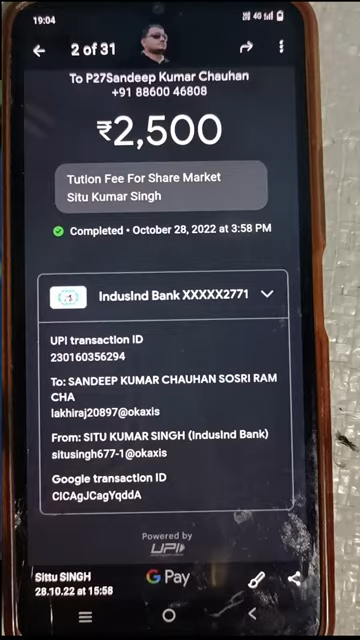 19:04
4G
2 of 31
To P27Sandeep Kumar Chauhan
+91 88600 46808
₹2,500
Tution Fee For Share Market
Situ Kumar Singh
Completed • October 28, 2022 at 3:58 PM
IndusInd Bank XXXXX2771
UPI transaction ID
230160356294
To: SANDEEP KUMAR CHAUHAN SOSRI RAM
CHA
lakhiraj20897@okaxis
From: SITU KUMAR SINGH (IndusInd Bank)
situsingh677-1@okaxis
Google transaction ID
CICAgJCagYqddA
Powered by
UPI
Sittu SINGH
G Pay
28.10.22 at 15:58